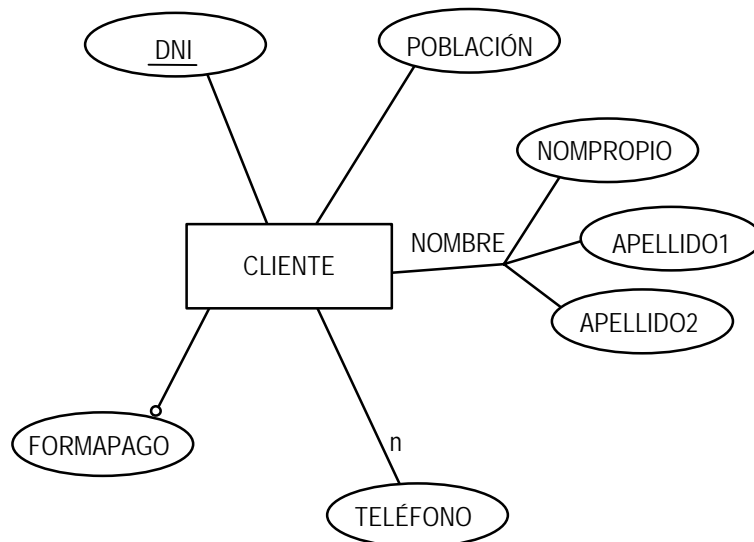 DNI
POBLACIÓN
NOMPROPIO
NOMBRE
APELLIDO1
CLIENTE
APELLIDO2
FORMAPAGO
n
TELÉFONO